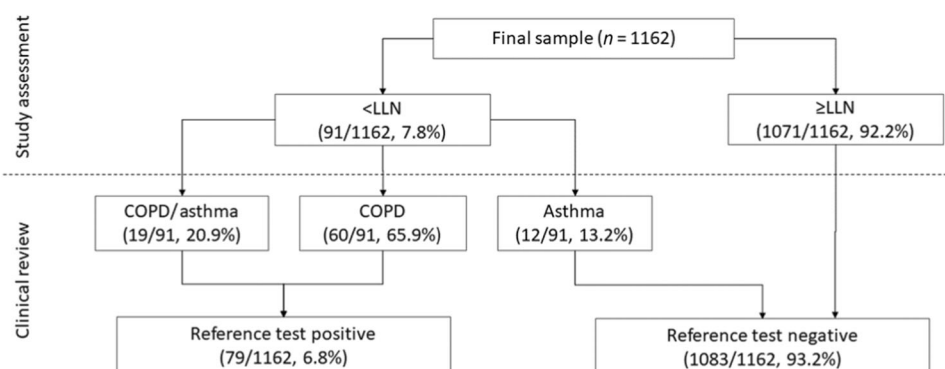 Study assessment
Final sample (n = 1162)
<LLN
(91/1162, 7.8%)
≥LLN
(1071/1162, 92.2%)
Clinical review
COPD/asthma
(19/91, 20.9%)
COPD
(60/91, 65.9%)
Asthma
(12/91, 13.2%)
Reference test positive
(79/1162, 6.8%)
Reference test negative
(1083/1162, 93.2%)